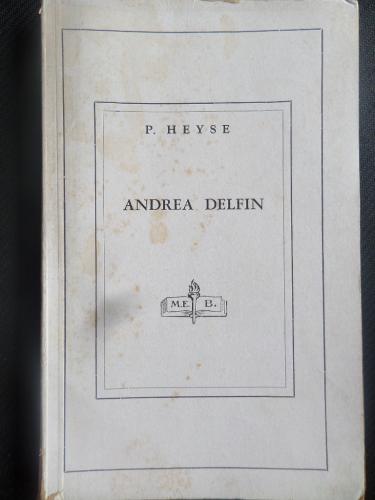 P. HEYSE
ANDREA DELFIN
M.E. B.